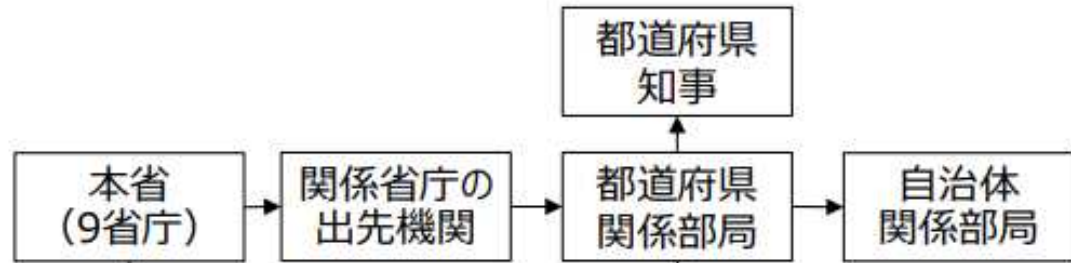 都道府県
知事
本省
（9省庁）
関係省庁の
出先機関
都道府県
関係部局
自治体
関係部局